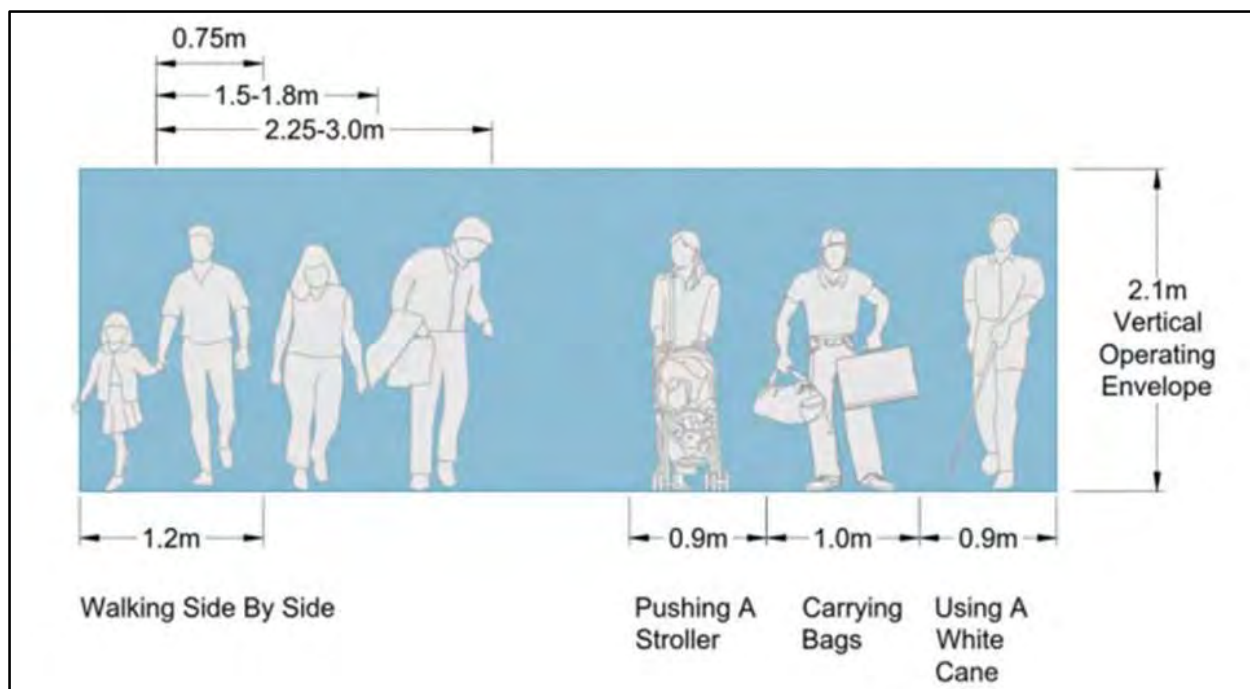 0.75m
1.5-1.8m
2.25-3.0m
2.1m
Vertical
Operating
Envelope
1.2m
0.9m
1.0m
0.9m
Walking Side By Side
Pushing A
Stroller
Carrying
Bags
Using A
White
Cane